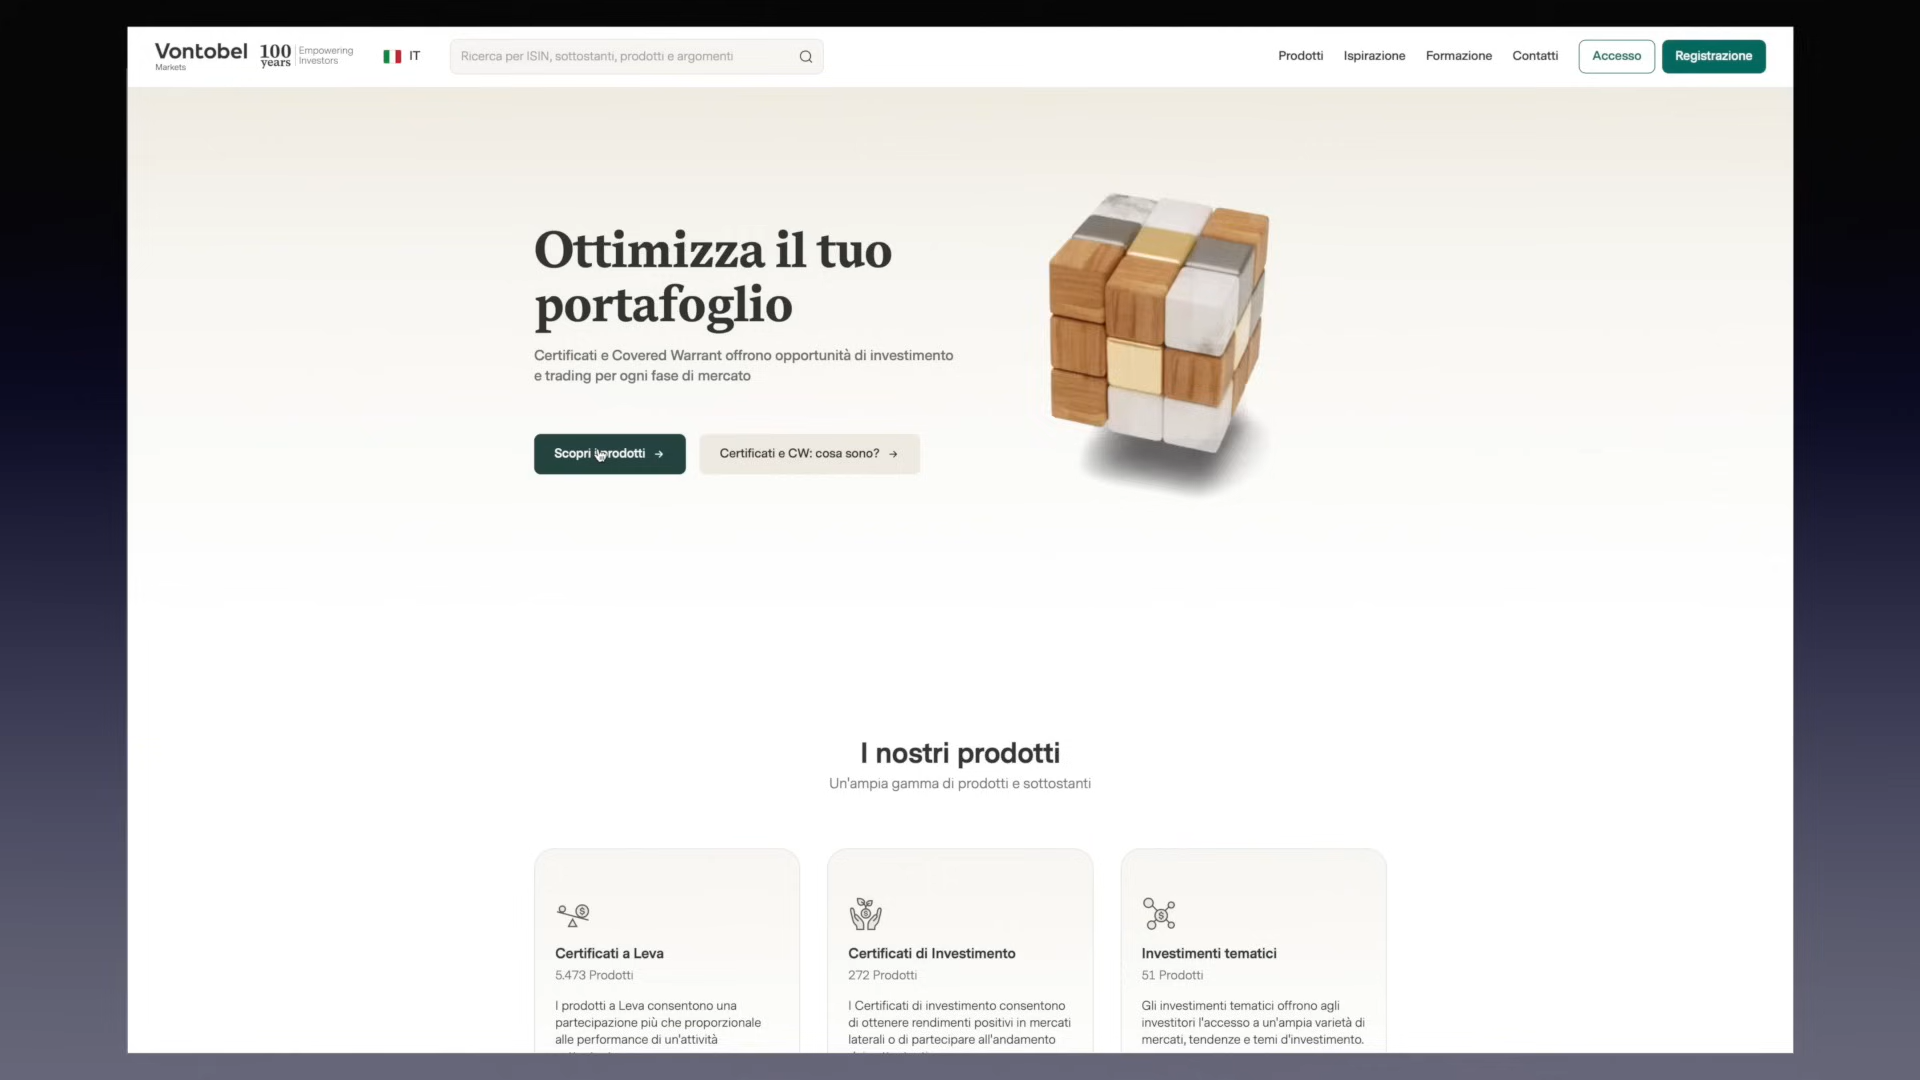 Vontobel
Markets
100 years
Empowering Investors
IT
Ricerca per ISIN, sottostanti, prodotti e argomenti
Prodotti
Ispirazione
Formazione
Contatti
Accesso
Registrazione
Ottimizza il tuo
portafoglio
Certificati e Covered Warrant offrono opportunità di investimento
e trading per ogni fase di mercato
Scopri i prodotti →
Certificati e CW: cosa sono? →
I nostri prodotti
Un'ampia gamma di prodotti e sottostanti
Certificati a Leva
5.473 Prodotti
I prodotti a Leva consentono una
partecipazione più che proporzionale
alle performance di un'attività
Certificati di Investimento
272 Prodotti
I Certificati di investimento consentono
di ottenere rendimenti positivi in mercati
laterali o di partecipare all'andamento
Investimenti tematici
51 Prodotti
Gli investimenti tematici offrono agli
investitori l'accesso a un'ampia varietà di
mercati, tendenze e temi d'investimento.